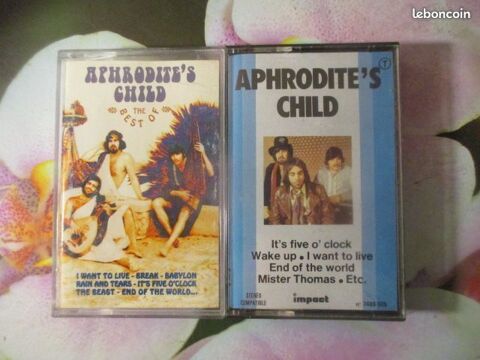 leboncoin
APHRODITE'S
CHILD
THE
BEST OF
I WANT TO LIVE - BREAK - BABYLON
RAIN AND TEARS - IT'S FIVE O'CLOCK
THE BEAST - END OF THE WORLD...
APHRODITE'S
CHILD
It's five o' clock
Wake up • I want to live
End of the world
Mister Thomas • Etc.
STEREO
COMPATIBLE
impact